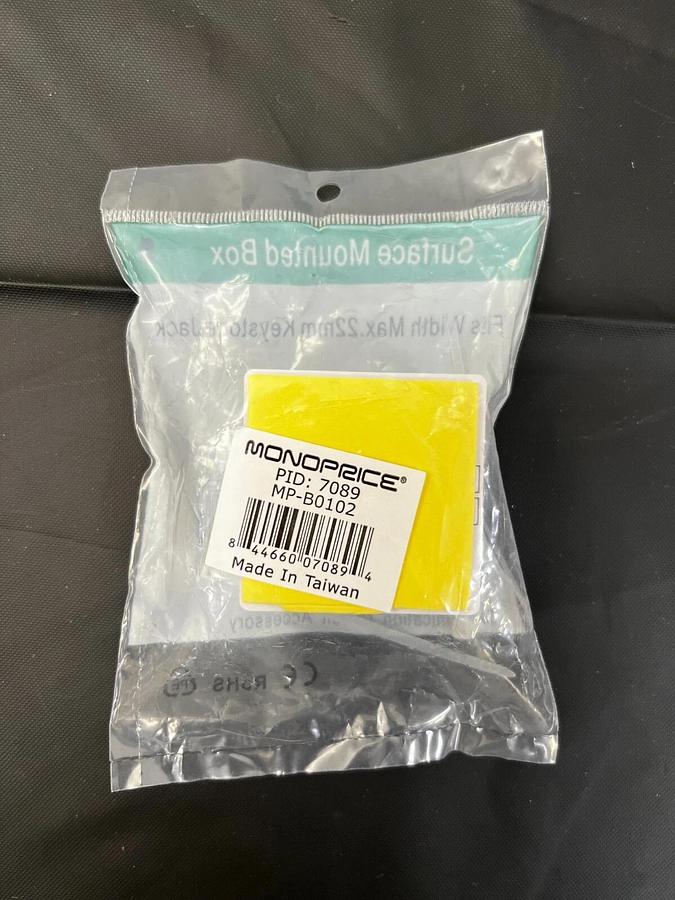 Surface Mounted Box
Fits Width Max.22mm Keystone Jack
MONOPRICE®
PID: 7089
MP-B0102
8 44660 07089 4
Made In Taiwan
Accessory
CE RoHS